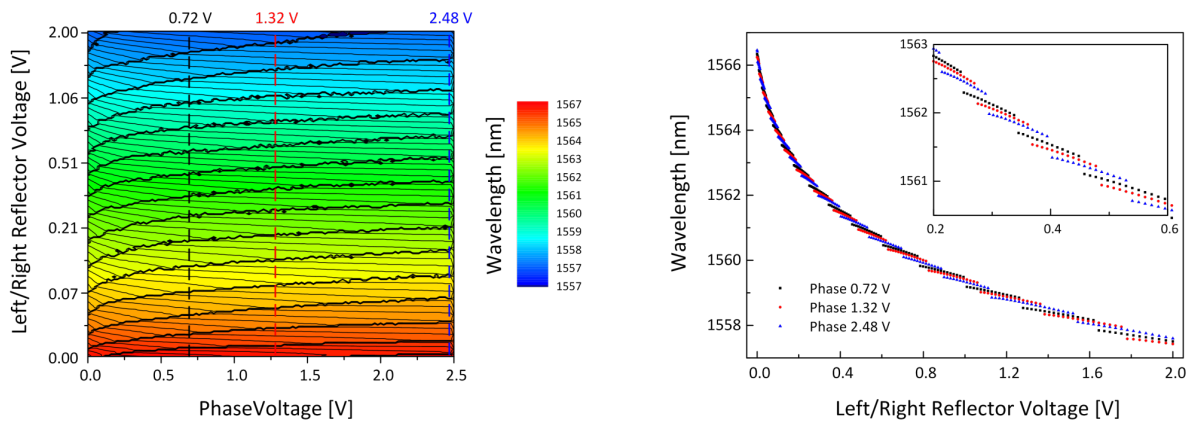 0.72 V 1.32 V 2.48 V
2.00
1.06
0.51
0.21
0.07
0.00
Left/Right Reflector Voltage [V]
0.0 0.5 1.0 1.5 2.0 2.5
PhaseVoltage [V]
Wavelength [nm]
1567
1565
1564
1563
1562
1561
1560
1559
1558
1557
1557
Wavelength [nm]
1566
1564
1562
1560
1558
1563
1562
1561
0.2 0.4 0.6
Phase 0.72 V
Phase 1.32 V
Phase 2.48 V
0.0 0.4 0.8 1.2 1.6 2.0
Left/Right Reflector Voltage [V]